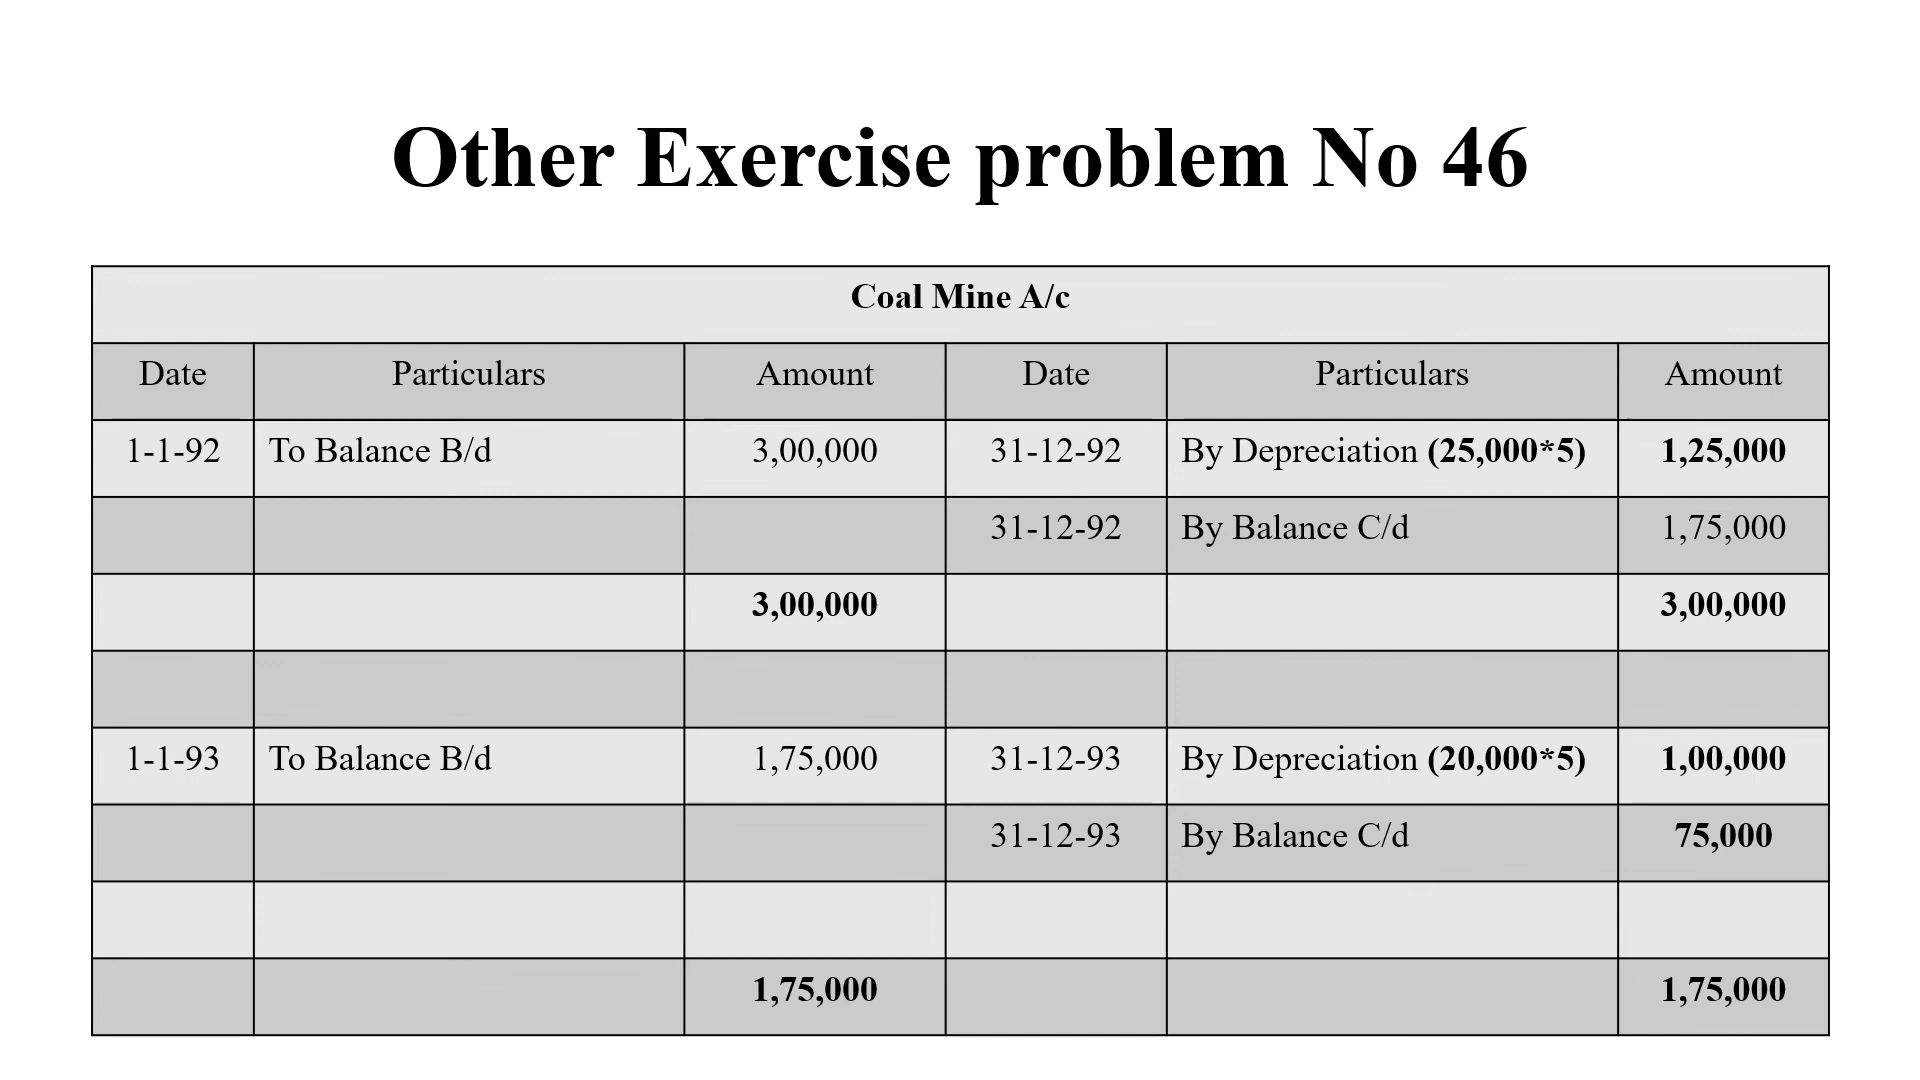 Other Exercise problem No 46
Coal Mine A/c
Date Particulars Amount Date Particulars Amount
1-1-92 To Balance B/d 3,00,000 31-12-92 By Depreciation (25,000*5) 1,25,000
31-12-92 By Balance C/d 1,75,000
3,00,000 3,00,000
1-1-93 To Balance B/d 1,75,000 31-12-93 By Depreciation (20,000*5) 1,00,000
31-12-93 By Balance C/d 75,000
1,75,000 1,75,000